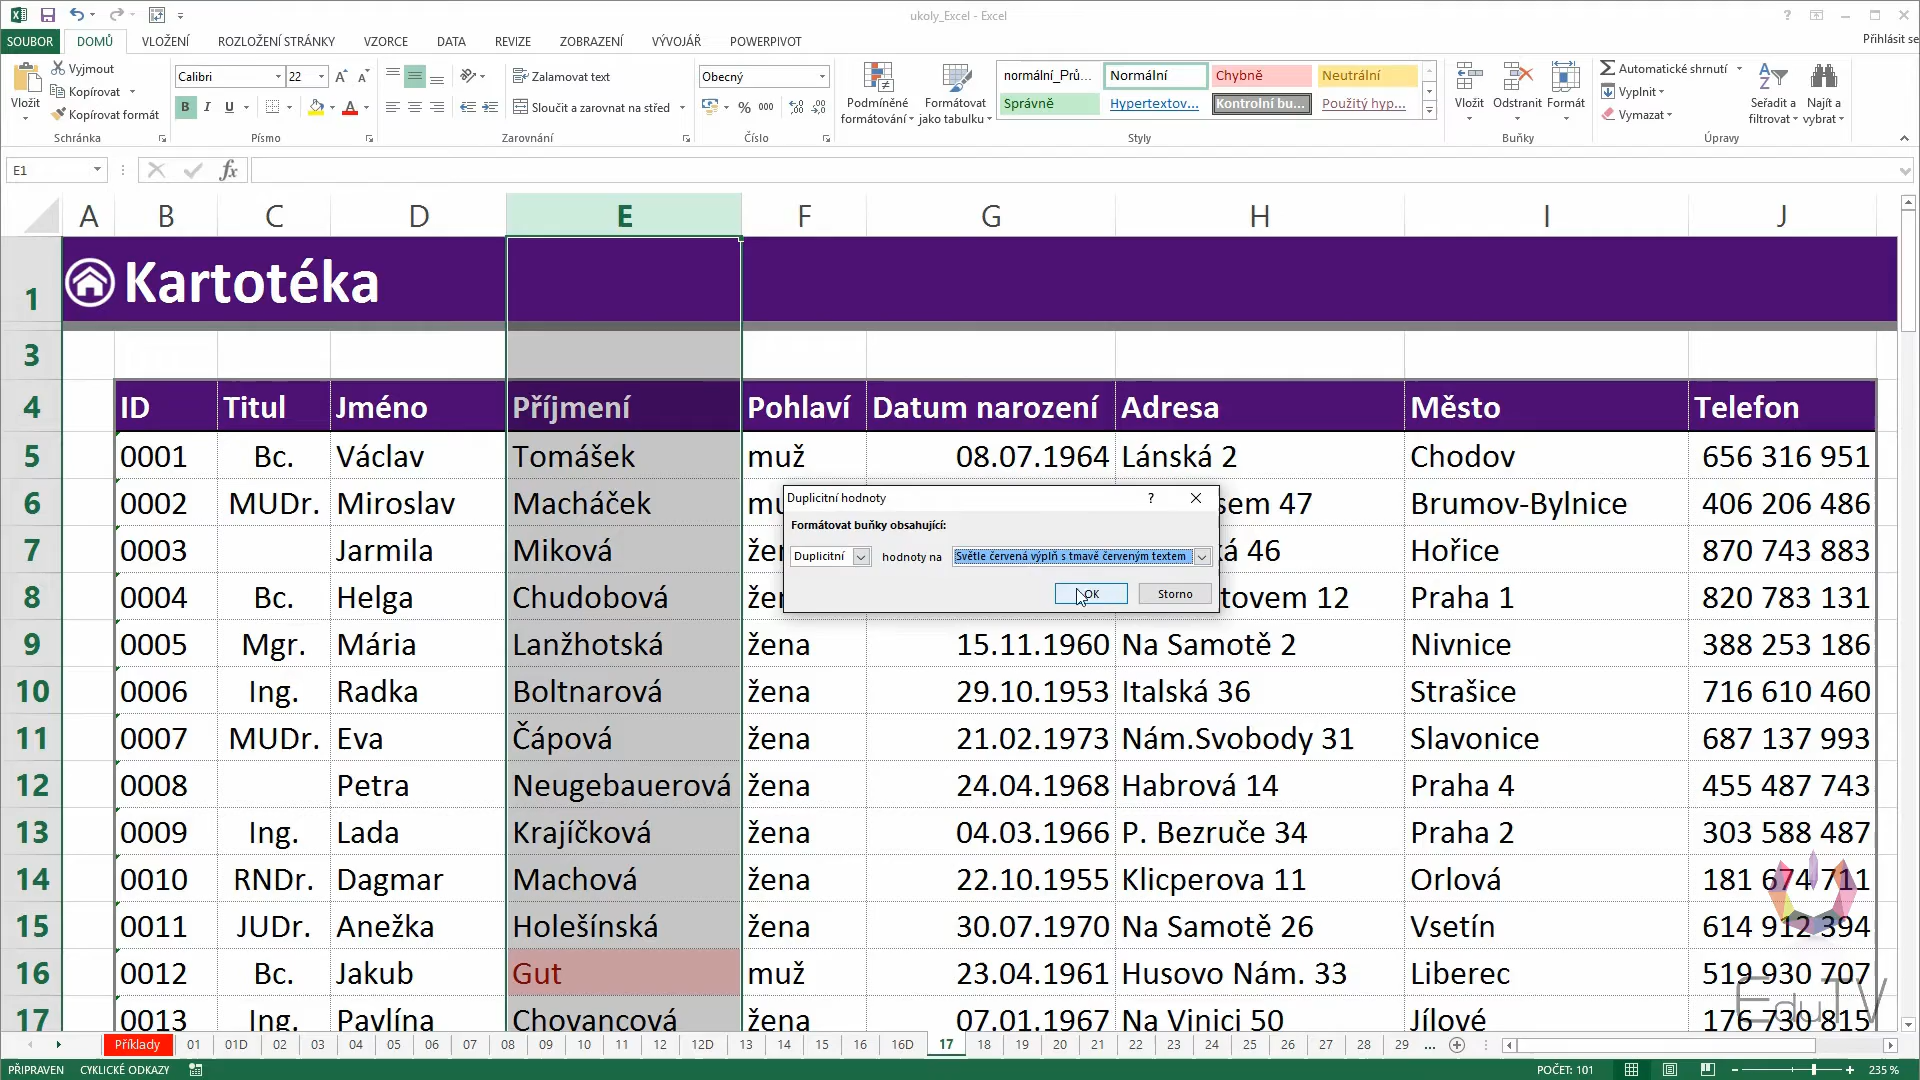 ukoly_Excel - Excel
SOUBOR DOMŮ VLOŽENÍ ROZLOŽENÍ STRÁNKY VZORCE DATA REVIZE ZOBRAZENÍ VÝVOJÁŘ POWERPIVOT Přihlásit se
Vložit
Vyjmout
Kopírovat
Kopírovat formát
Schránka
Calibri 22
B I U
Písmo
Zalamovat text
Sloučit a zarovnat na střed
Zarovnání
Obecný
% 000
Číslo
Podmíněné formátování
Formátovat jako tabulku
normální_Prů... Normální Chybně Neutrální
Správně Hypertextov... Kontrolní bu... Použitý hyp...
Styly
Vložit Odstranit Formát
Buňky
Automatické shrnutí
Vyplnit
Vymazat
Seřadit a filtrovat
Najít a vybrat
Úpravy
E1 fx
A B C D E F G H I J
1 Kartotéka
3
4 ID Titul Jméno Příjmení Pohlaví Datum narození Adresa Město Telefon
5 0001 Bc. Václav Tomášek muž 08.07.1964 Lánská 2 Chodov 656 316 951
6 0002 MUDr. Miroslav Macháček sem 47 Brumov-Bylnice 406 206 486
7 0003 Jarmila Miková á 46 Hořice 870 743 883
8 0004 Bc. Helga Chudobová tovem 12 Praha 1 820 783 131
Duplicitní hodnoty ?
Formátovat buňky obsahující:
Duplicitní hodnoty na Světle červená výplň s tmavě červeným textem
OK Storno
9 0005 Mgr. Mária Lanžhotská žena 15.11.1960 Na Samotě 2 Nivnice 388 253 186
10 0006 Ing. Radka Boltnarová žena 29.10.1953 Italská 36 Strašice 716 610 460
11 0007 MUDr. Eva Čápová žena 21.02.1973 Nám.Svobody 31 Slavonice 687 137 993
12 0008 Petra Neugebauerová žena 24.04.1968 Habrová 14 Praha 4 455 487 743
13 0009 Ing. Lada Krajíčková žena 04.03.1966 P. Bezruče 34 Praha 2 303 588 487
14 0010 RNDr. Dagmar Machová žena 22.10.1955 Klicperova 11 Orlová 181 674 711
15 0011 JUDr. Anežka Holešínská žena 30.07.1970 Na Samotě 26 Vsetín 614 912 394
16 0012 Bc. Jakub Gut muž 23.04.1961 Husovo Nám. 33 Liberec 519 930 707
17 0013 Ing. Pavlína Chovancová žena 07.01.1967 Na Vinici 50 Jílové 176 730 815
EduTV
Příklady 01 01D 02 03 04 05 06 07 08 09 10 11 12 12D 13 14 15 16 16D 17 18 19 20 21 22 23 24 25 26 27 28 29 ...
PŘIPRAVEN CYKLICKÉ ODKAZY POČET: 101 235 %